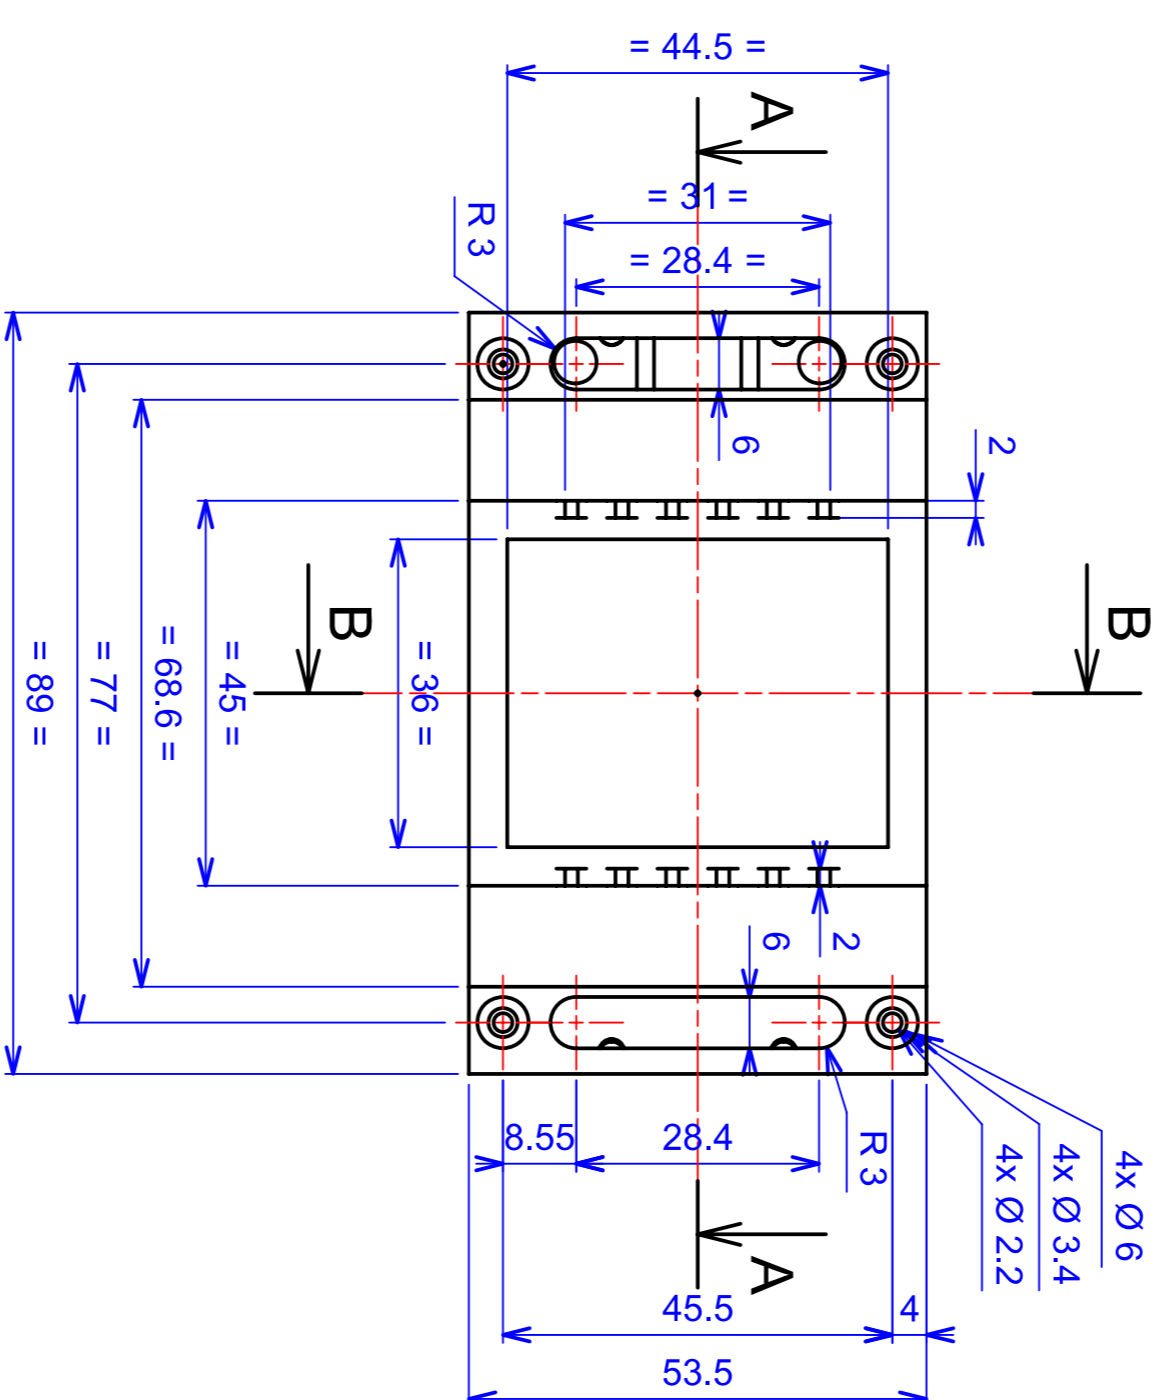 = 44.5 =
A
= 31 =
R 3
= 28.4 =
6
2
B
B
= 89 =
= 77 =
= 68.6 =
= 45 =
= 36 =
6
2
8.55
28.4
R 3
4x Ø 2.2
4x Ø 3.4
4x Ø 6
A
45.5
4
53.5